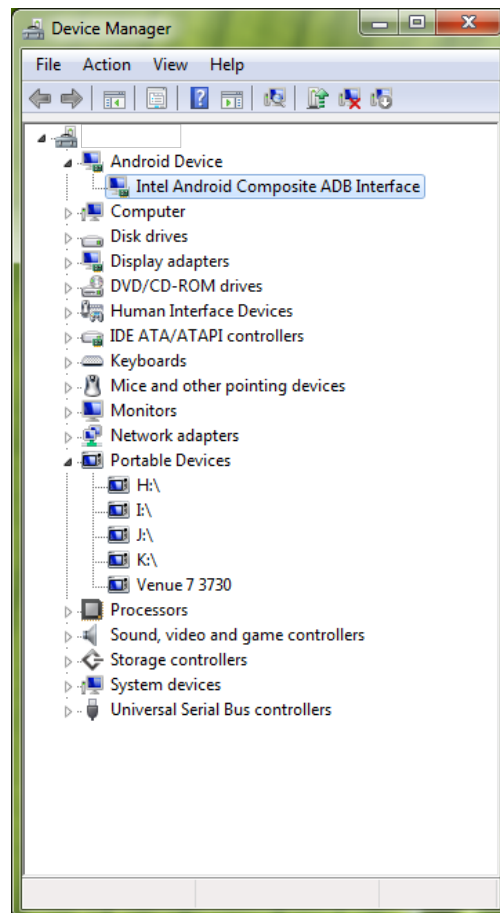 Device Manager
File Action View Help
Android Device
Intel Android Composite ADB Interface
Computer
Disk drives
Display adapters
DVD/CD-ROM drives
Human Interface Devices
IDE ATA/ATAPI controllers
Keyboards
Mice and other pointing devices
Monitors
Network adapters
Portable Devices
H:\
I:\
J:\
K:\
Venue 7 3730
Processors
Sound, video and game controllers
Storage controllers
System devices
Universal Serial Bus controllers